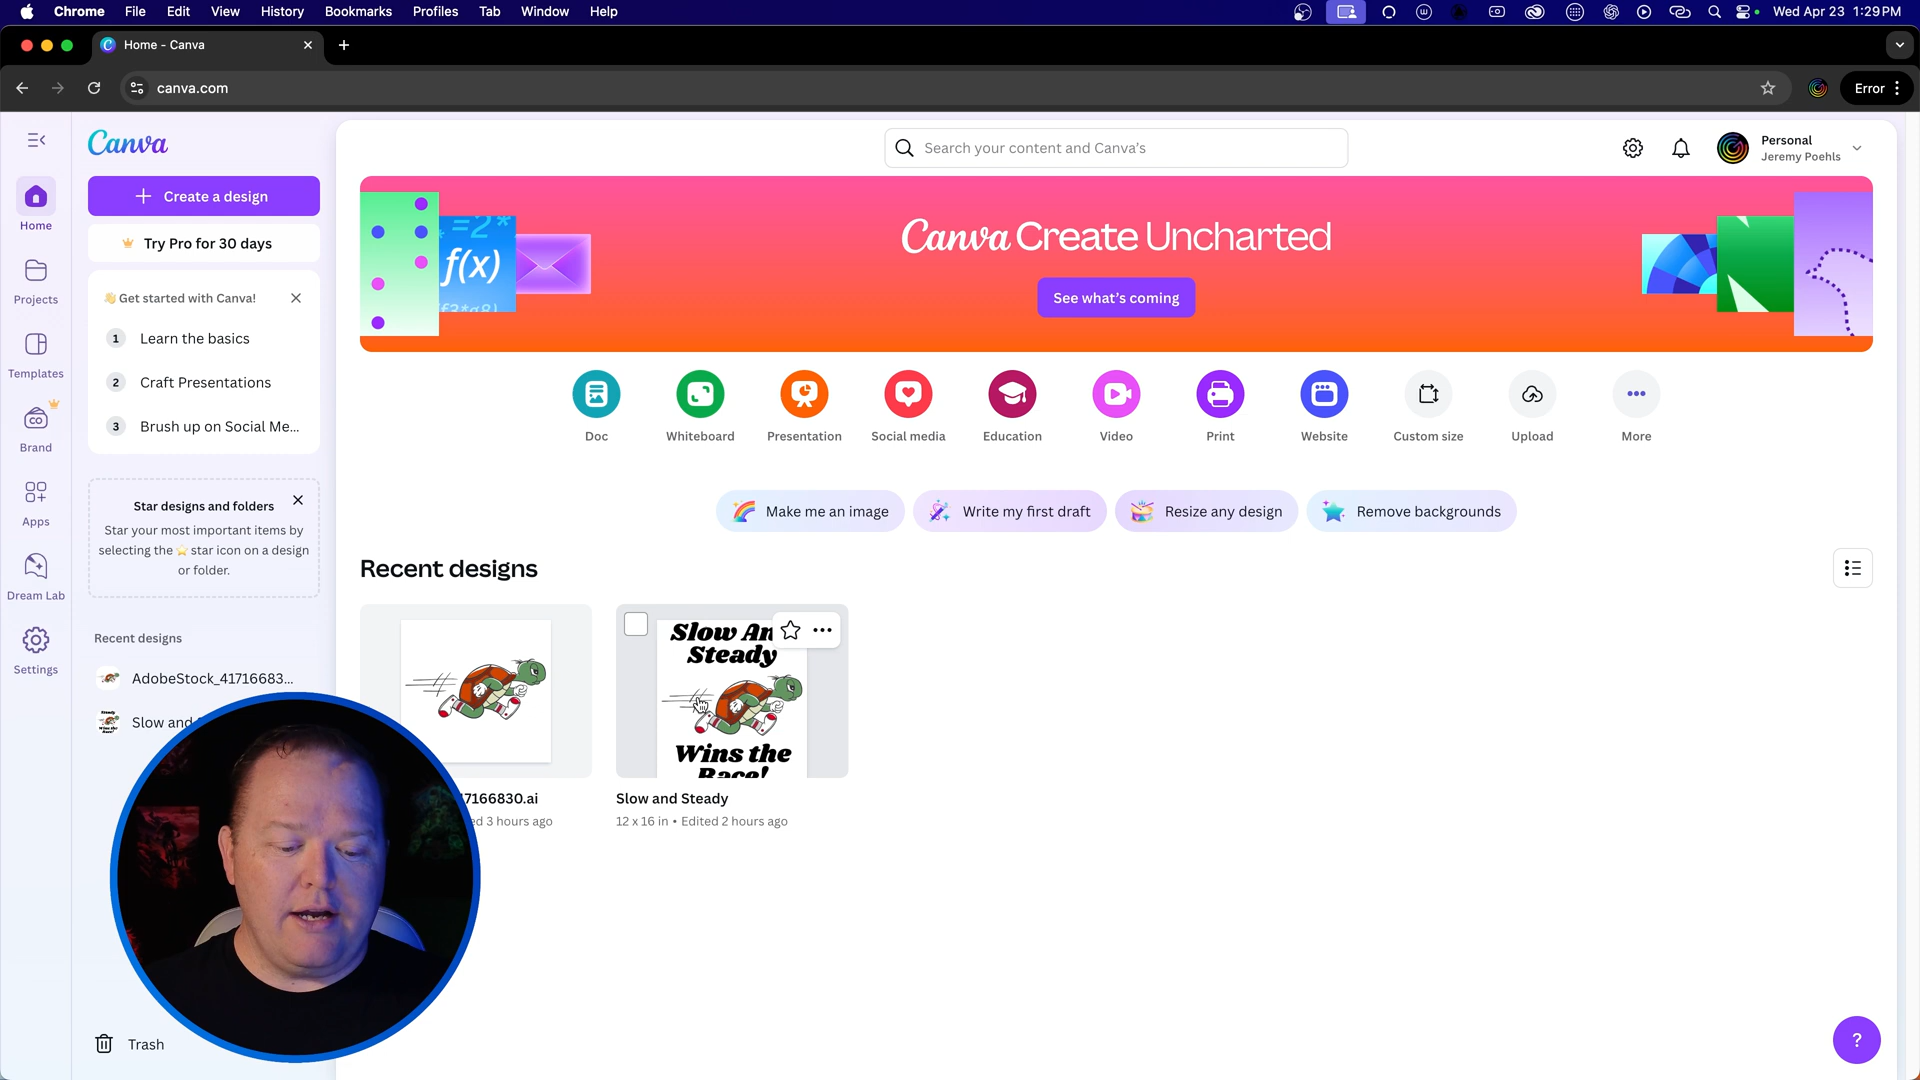 Chrome File Edit View History Bookmarks Profiles Tab Window Help
Wed Apr 23 1:29 PM
Home - Canva
canva.com
Error
Canva
Search your content and Canva's
Personal
Jeremy Poehls
Create a design
Home
Try Pro for 30 days
=2*
f(x)
Canva Create Uncharted
See what's coming
Projects
Get started with Canva!
1 Learn the basics
2 Craft Presentations
3 Brush up on Social Me...
Templates
CO
Brand
Doc
Whiteboard
Presentation
Social media
Education
Video
Print
Website
Custom size
Upload
More
Apps
Star designs and folders
Star your most important items by
selecting the star icon on a design
or folder.
Make me an image
Write my first draft
Resize any design
Remove backgrounds
Dream Lab
Recent designs
Settings
Recent designs
AdobeStock_41716683...
Slow and
Slow An
Steady
Wins the
Race!
17166830.ai
ed 3 hours ago
Slow and Steady
12 x 16 in • Edited 2 hours ago
Trash
?